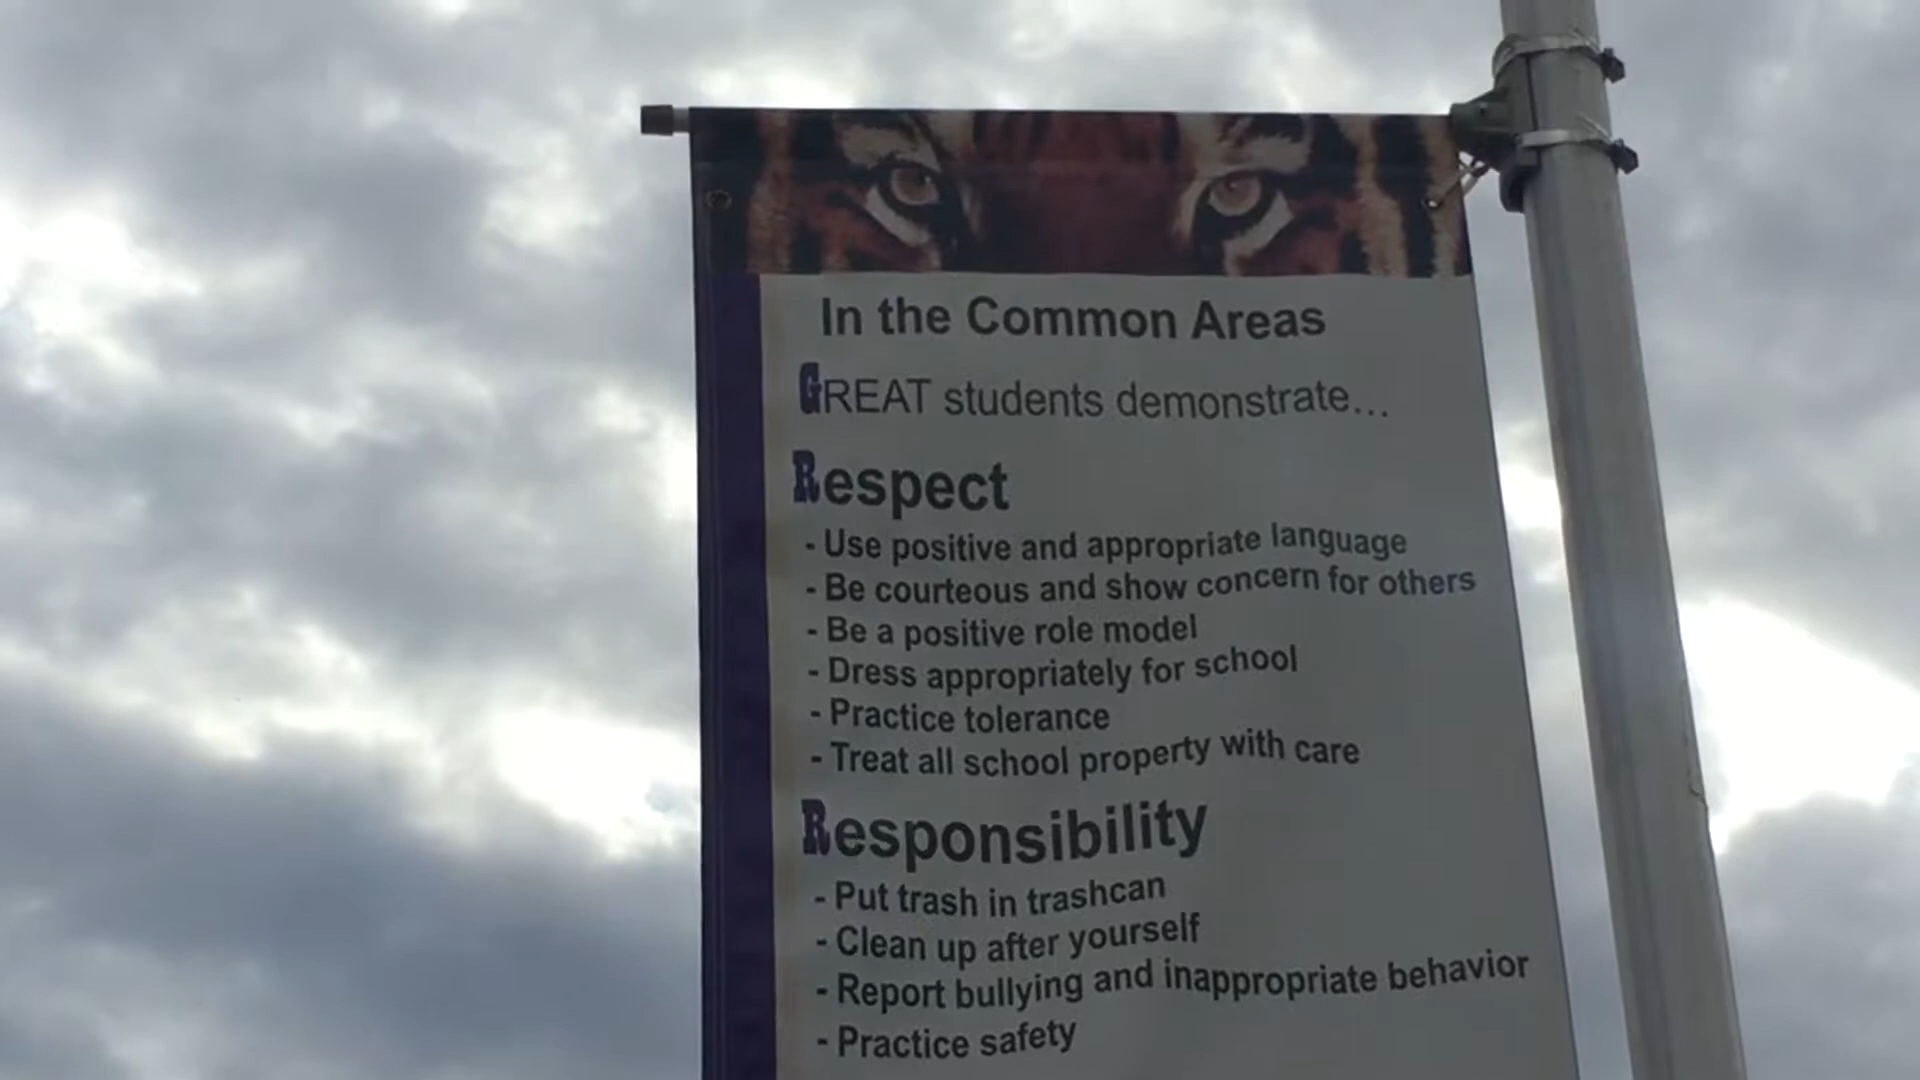 In the Common Areas
GREAT students demonstrate...
Respect
- Use positive and appropriate language
- Be courteous and show concern for others
- Be a positive role model
- Dress appropriately for school
- Practice tolerance
- Treat all school property with care
Responsibility
- Put trash in trashcan
- Clean up after yourself
- Report bullying and inappropriate behavior
- Practice safety